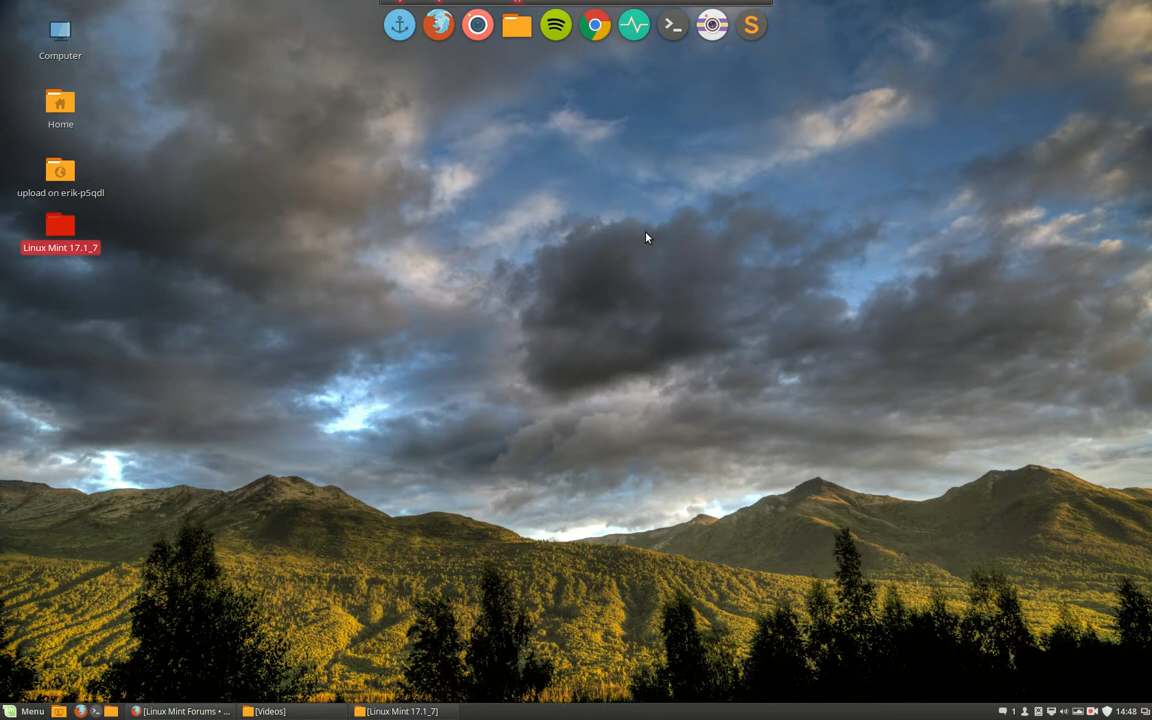 Computer
Home
upload on erik-p5qdl
Linux Mint 17.1_7
Menu
[Linux Mint Forums • ...
[Videos]
[Linux Mint 17.1_7]
1
14:48